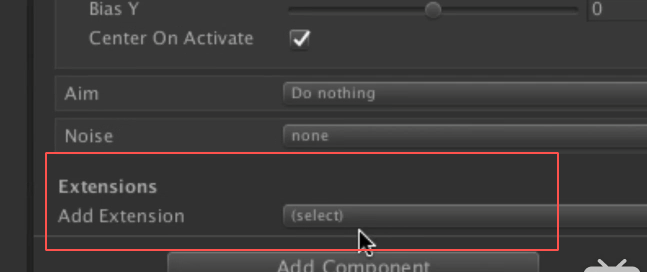 Bias Y 0
Center On Activate
Aim Do nothing
Noise none
Extensions
Add Extension (select)
Add Component